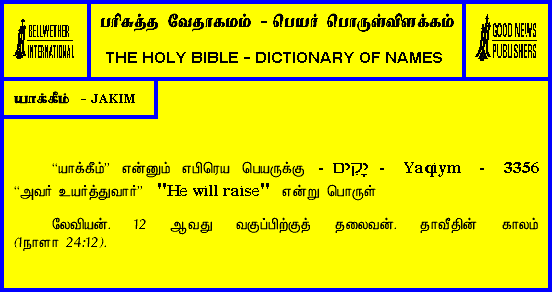 BELLWETHER
INTERNATIONAL
பரிசுத்த வேதாகமம் - பெயர் பொருள்விளக்கம்
THE HOLY BIBLE - DICTIONARY OF NAMES
GOOD NEWS
PUBLISHERS
யாக்கீம் - JAKIM
“யாக்கீம்” என்னும் எபிரெய பெயருக்கு - יָקִים - Yaqiym - 3356
“அவர் உயர்த்துவார்” "He will raise" என்று பொருள்
லேவியன். 12 ஆவது வகுப்பிற்குத் தலைவன். தாவீதின் காலம்
(1நாளா 24:12).